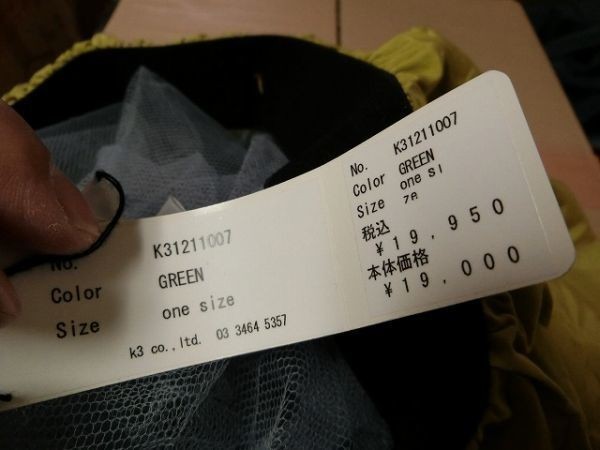 No. K31211007
Color GREEN
Size one size
k3 co.,ltd. 03 3464 5357
No. K31211007
Color GREEN
Size one si
税込
¥19,950
本体価格
¥19,000